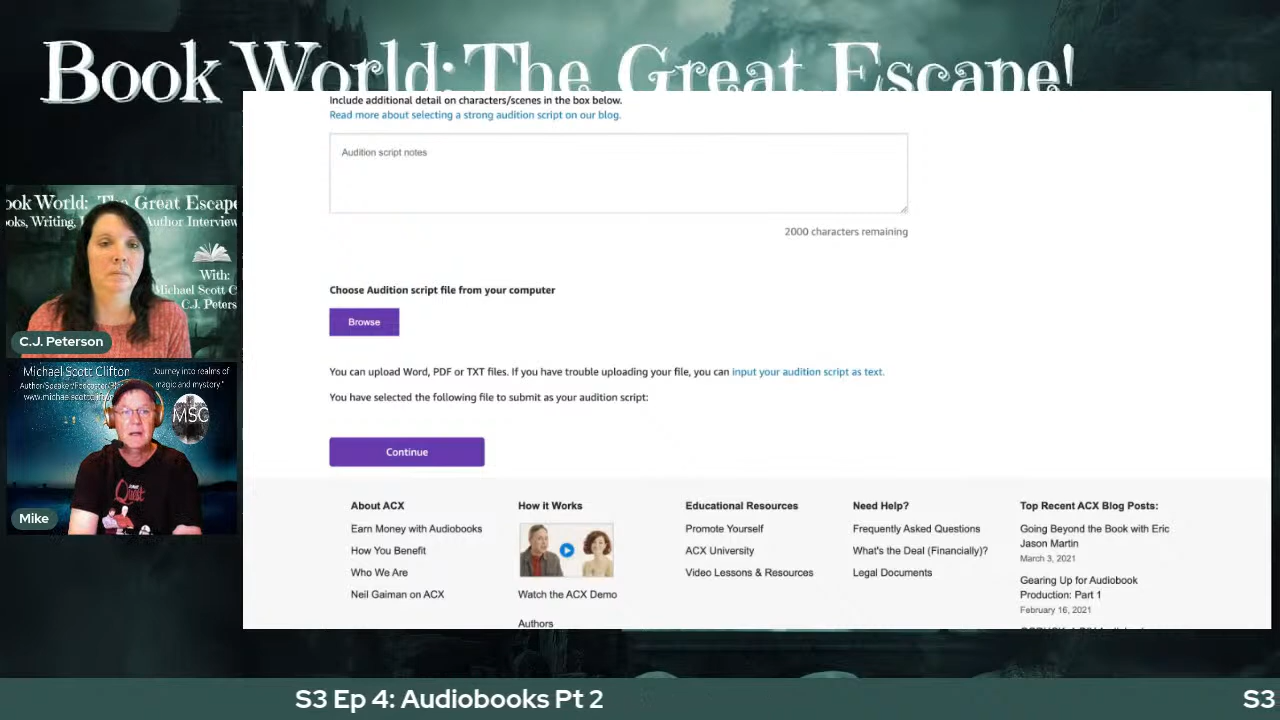 Book World: The Great Escape!
Include additional detail on characters/scenes in the box below.
Read more about selecting a strong audition script on our blog.
Audition script notes
2000 characters remaining
Choose Audition script file from your computer
Browse
You can upload Word, PDF or TXT files. If you have trouble uploading your file, you can input your audition script as text.
You have selected the following file to submit as your audition script:
Continue
About ACX
Earn Money with Audiobooks
How You Benefit
Who We Are
Neil Gaiman on ACX
How it Works
Watch the ACX Demo
Authors
Educational Resources
Promote Yourself
ACX University
Video Lessons & Resources
Need Help?
Frequently Asked Questions
What's the Deal (Financially)?
Legal Documents
Top Recent ACX Blog Posts:
Going Beyond the Book with Eric
Jason Martin
March 3, 2021
Gearing Up for Audiobook
Production: Part 1
February 16, 2021
ook World: The Great Escape
oks, Writing, Author Interview
With:
Michael Scott C
C.J. Peters
C.J. Peterson
Michael Scott Clifton
Journey into realms of
magic and mystery"
MSC
Quest
Mike
S3 Ep 4: Audiobooks Pt 2
S3